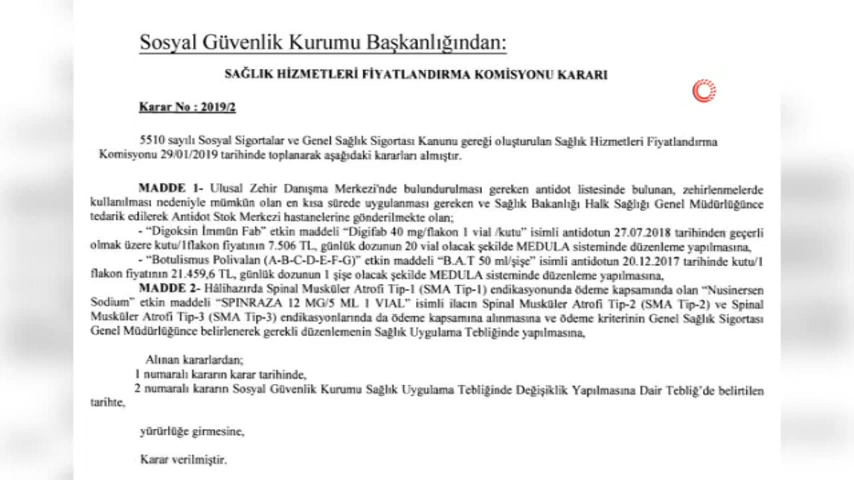 Sosyal Güvenlik Kurumu Başkanlığından:
SAĞLIK HİZMETLERİ FİYATLANDIRMA KOMİSYONU KARARI
Karar No : 2019/2
5510 sayılı Sosyal Sigortalar ve Genel Sağlık Sigortası Kanunu gereği oluşturulan Sağlık Hizmetleri Fiyatlandırma
Komisyonu 29/01/2019 tarihinde toplanarak aşağıdaki kararları almıştır.
MADDE 1- Ulusal Zehir Danışma Merkezi'nde bulundurulması gereken antidot listesinde bulunan, zehirlenmelerde
kullanılması nedeniyle mümkün olan en kısa sürede uygulanması gereken ve Sağlık Bakanlığı Halk Sağlığı Genel Müdürlüğünce
tedarik edilerek Antidot Stok Merkezi hastanelerine gönderilmekte olan;
- "Digoksin İmmün Fab" etkin maddeli "Digifab 40 mg/flakon 1 vial /kutu" isimli antidotun 27.07.2018 tarihinden geçerli
olmak üzere kutu/1flakon fiyatının 7.506 TL, günlük dozunun 20 vial olacak şekilde MEDULA sisteminde düzenleme yapılmasına,
- "Botulismus Polivalan (A-B-C-D-E-F-G)" etkin maddeli "B.A.T 50 ml/şişe" isimli antidotun 20.12.2017 tarihinde kutu/1
flakon fiyatının 21.459,6 TL, günlük dozunun 1 şişe olacak şekilde MEDULA sisteminde düzenleme yapılmasına,
MADDE 2- Hâlihazırda Spinal Musküler Atrofi Tip-1 (SMA Tip-1) endikasyonunda ödeme kapsamında olan "Nusinersen
Sodium" etkin maddeli "SPINRAZA 12 MG/5 ML 1 VIAL" isimli ilacın Spinal Musküler Atrofi Tip-2 (SMA Tip-2) ve Spinal
Musküler Atrofi Tip-3 (SMA Tip-3) endikasyonlarında da ödeme kapsamına alınmasına ve ödeme kriterinin Genel Sağlık Sigortası
Genel Müdürlüğünce belirlenerek gerekli düzenlemenin Sağlık Uygulama Tebliğinde yapılmasına,
Alınan kararlardan;
1 numaralı kararın karar tarihinde,
2 numaralı kararın Sosyal Güvenlik Kurumu Sağlık Uygulama Tebliğinde Değişiklik Yapılmasına Dair Tebliğ'de belirtilen
tarihte,
yürürlüğe girmesine,
Karar verilmiştir.